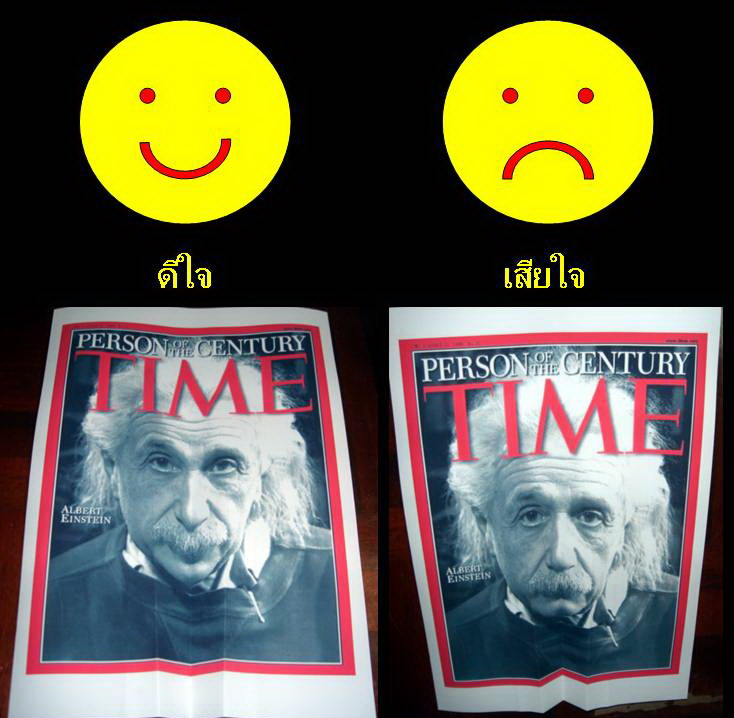 ดีใจ
เสียใจ
PERSON OF THE CENTURY
TIME
ALBERT
EINSTEIN
PERSON OF THE CENTURY
TIME
ALBERT
EINSTEIN